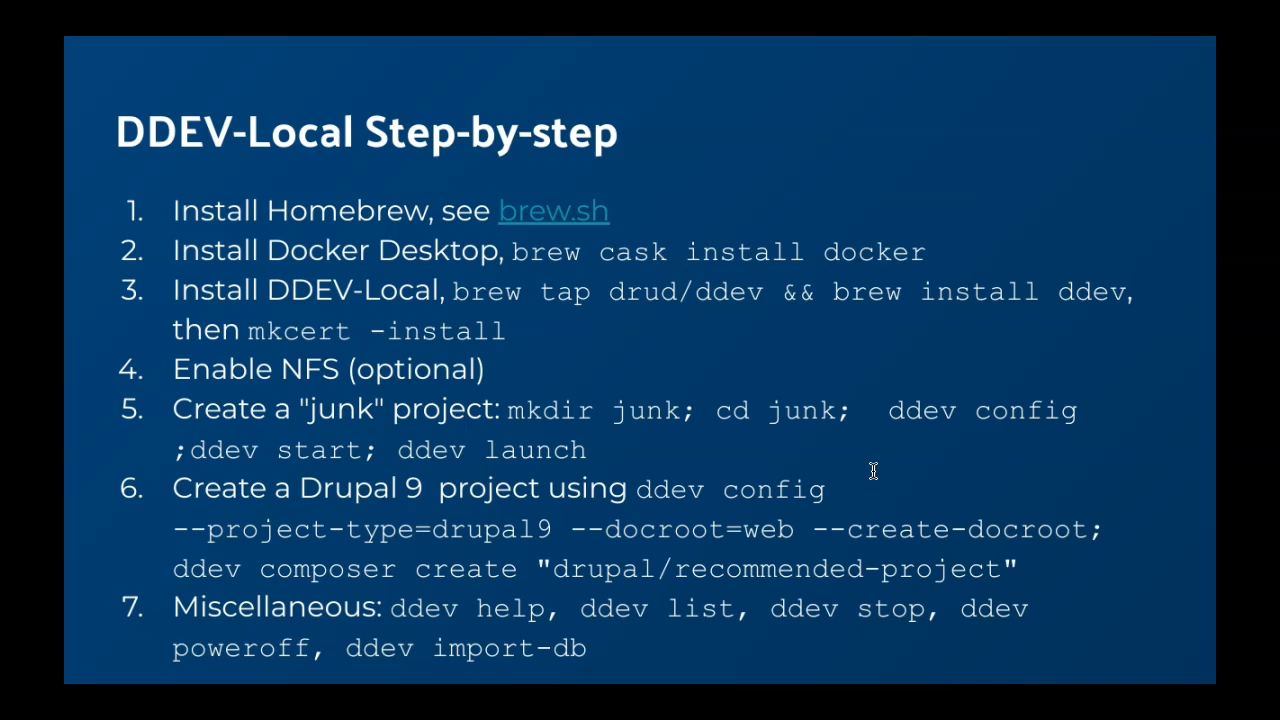 DDEV-Local Step-by-step
1. Install Homebrew, see brew.sh
2. Install Docker Desktop, brew cask install docker
3. Install DDEV-Local, brew tap drud/ddev && brew install ddev,
then mkcert -install
4. Enable NFS (optional)
5. Create a "junk" project: mkdir junk; cd junk;  ddev config
;ddev start; ddev launch
6. Create a Drupal 9  project using ddev config
--project-type=drupal9 --docroot=web --create-docroot;
ddev composer create "drupal/recommended-project"
7. Miscellaneous: ddev help, ddev list, ddev stop, ddev
poweroff, ddev import-db